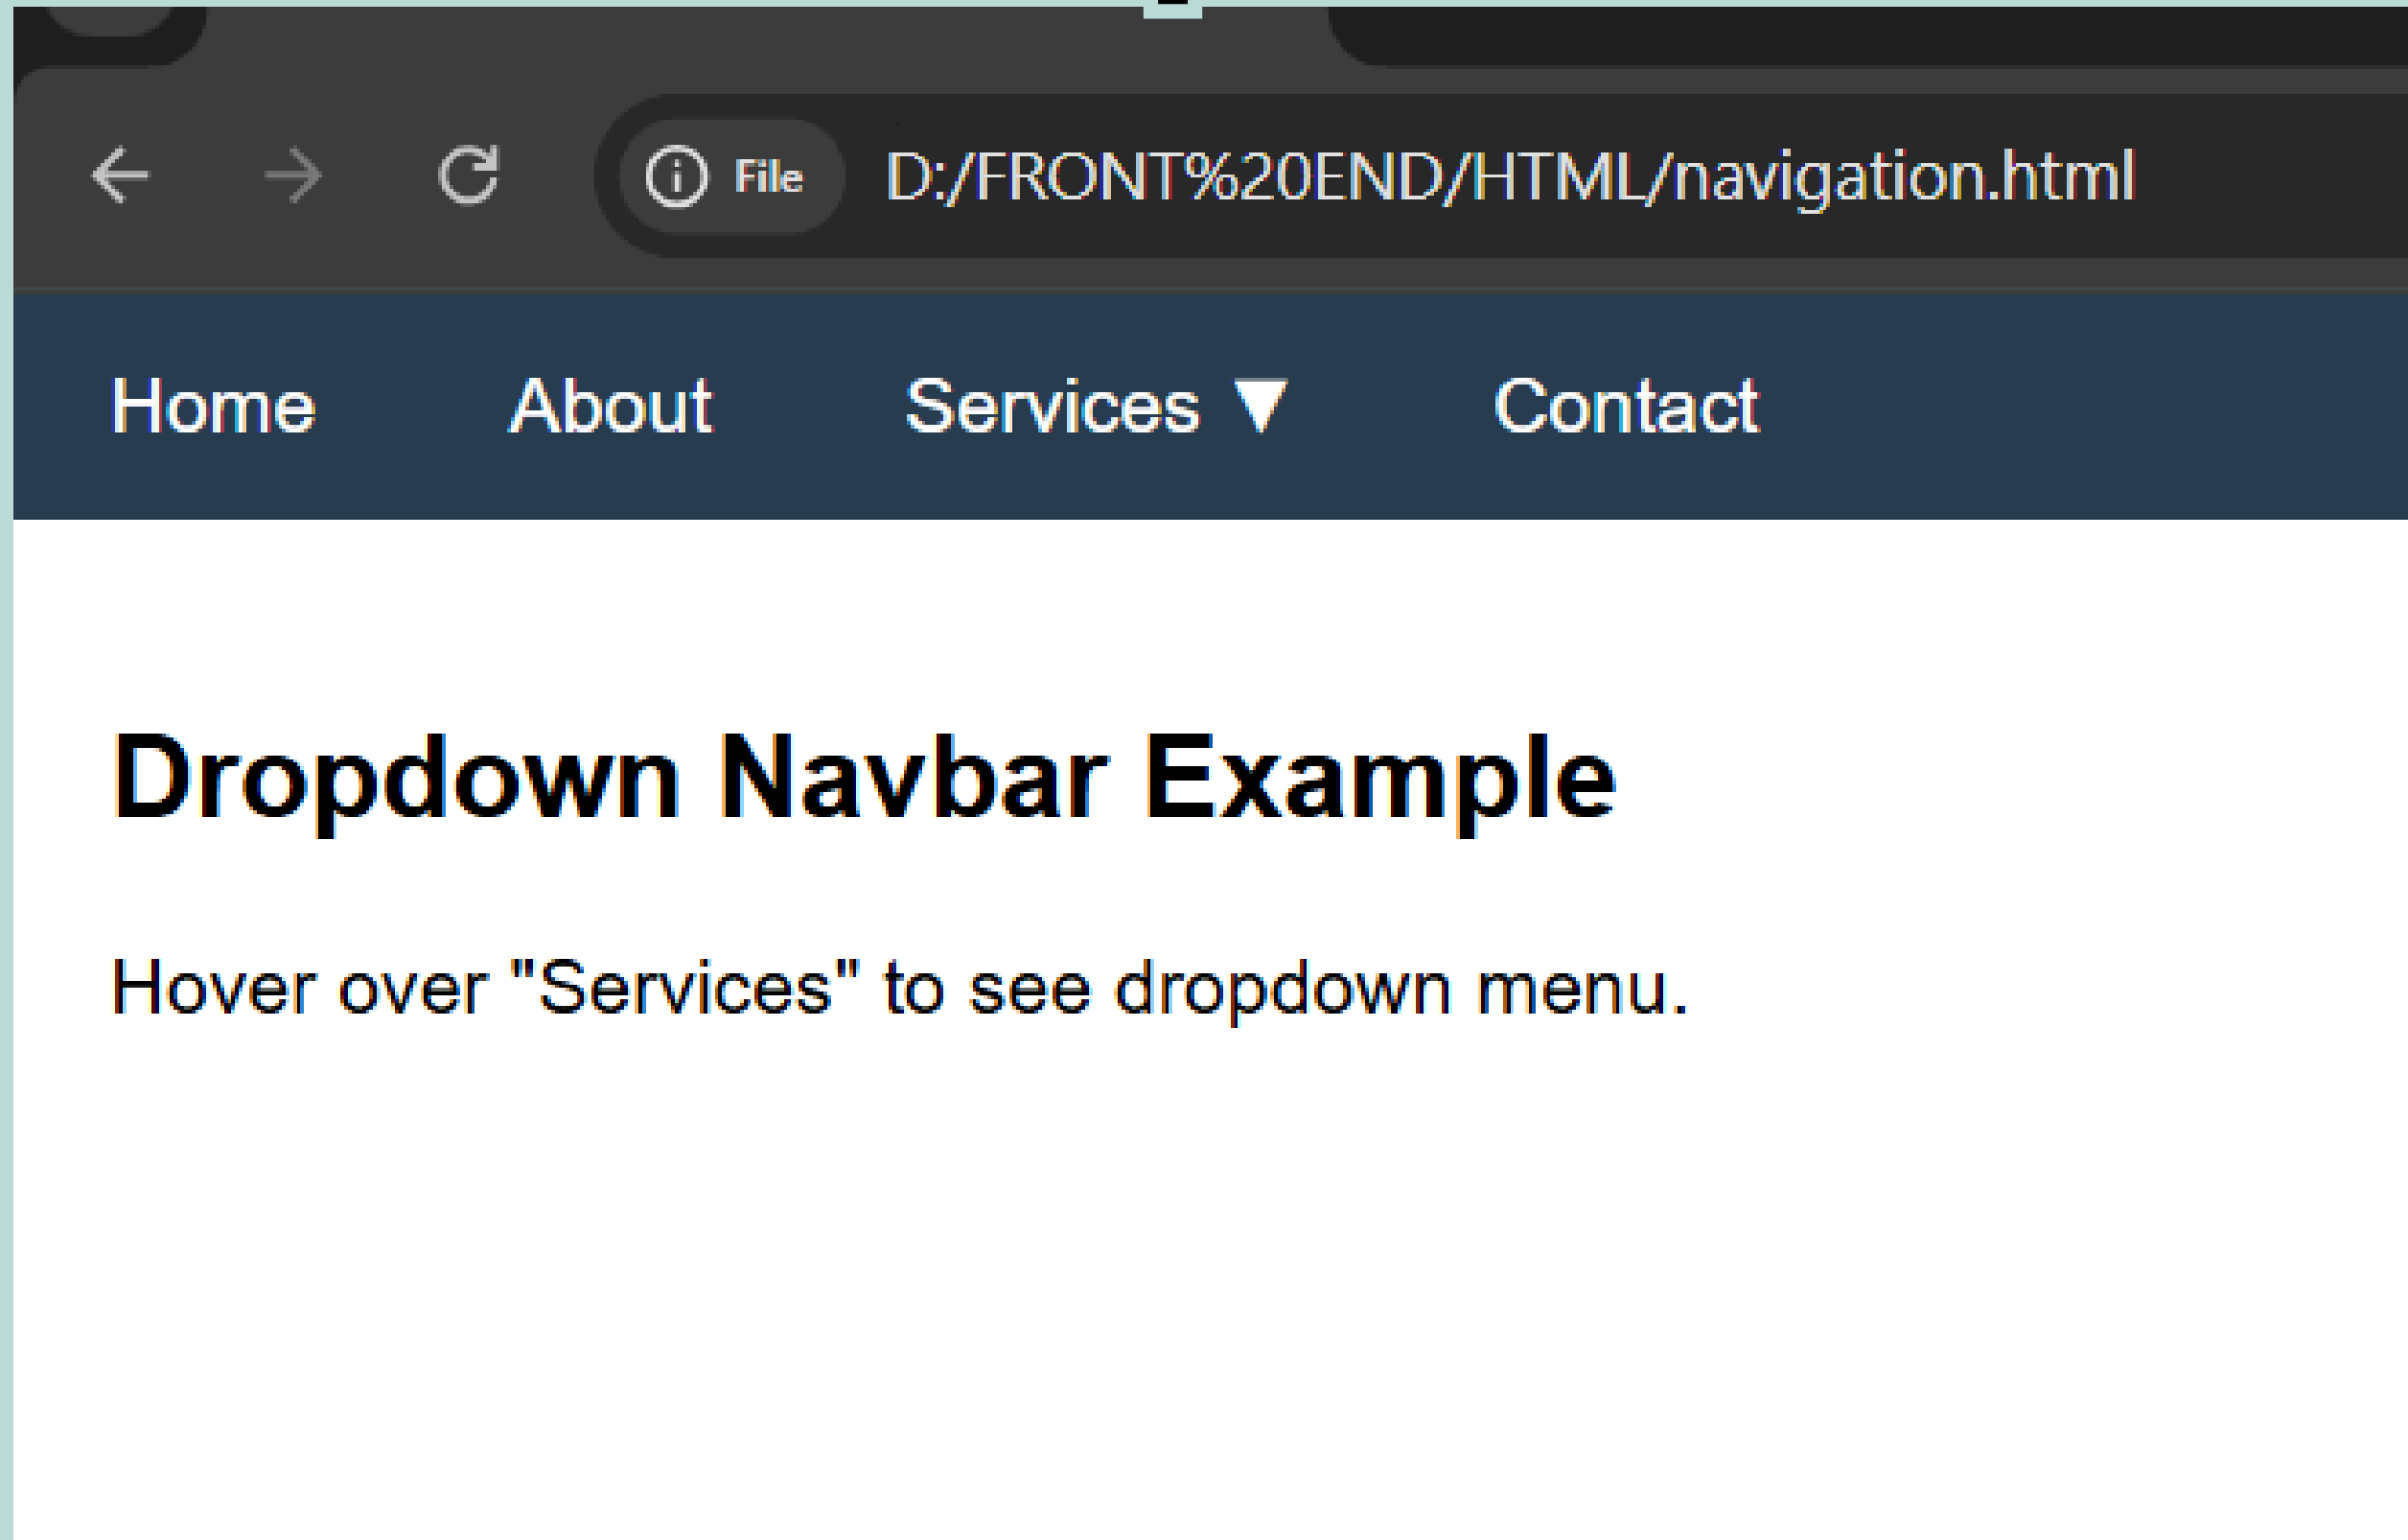 File D:/FRONT%20END/HTML/navigation.html
Home About Services ▼ Contact
Dropdown Navbar Example
Hover over "Services" to see dropdown menu.